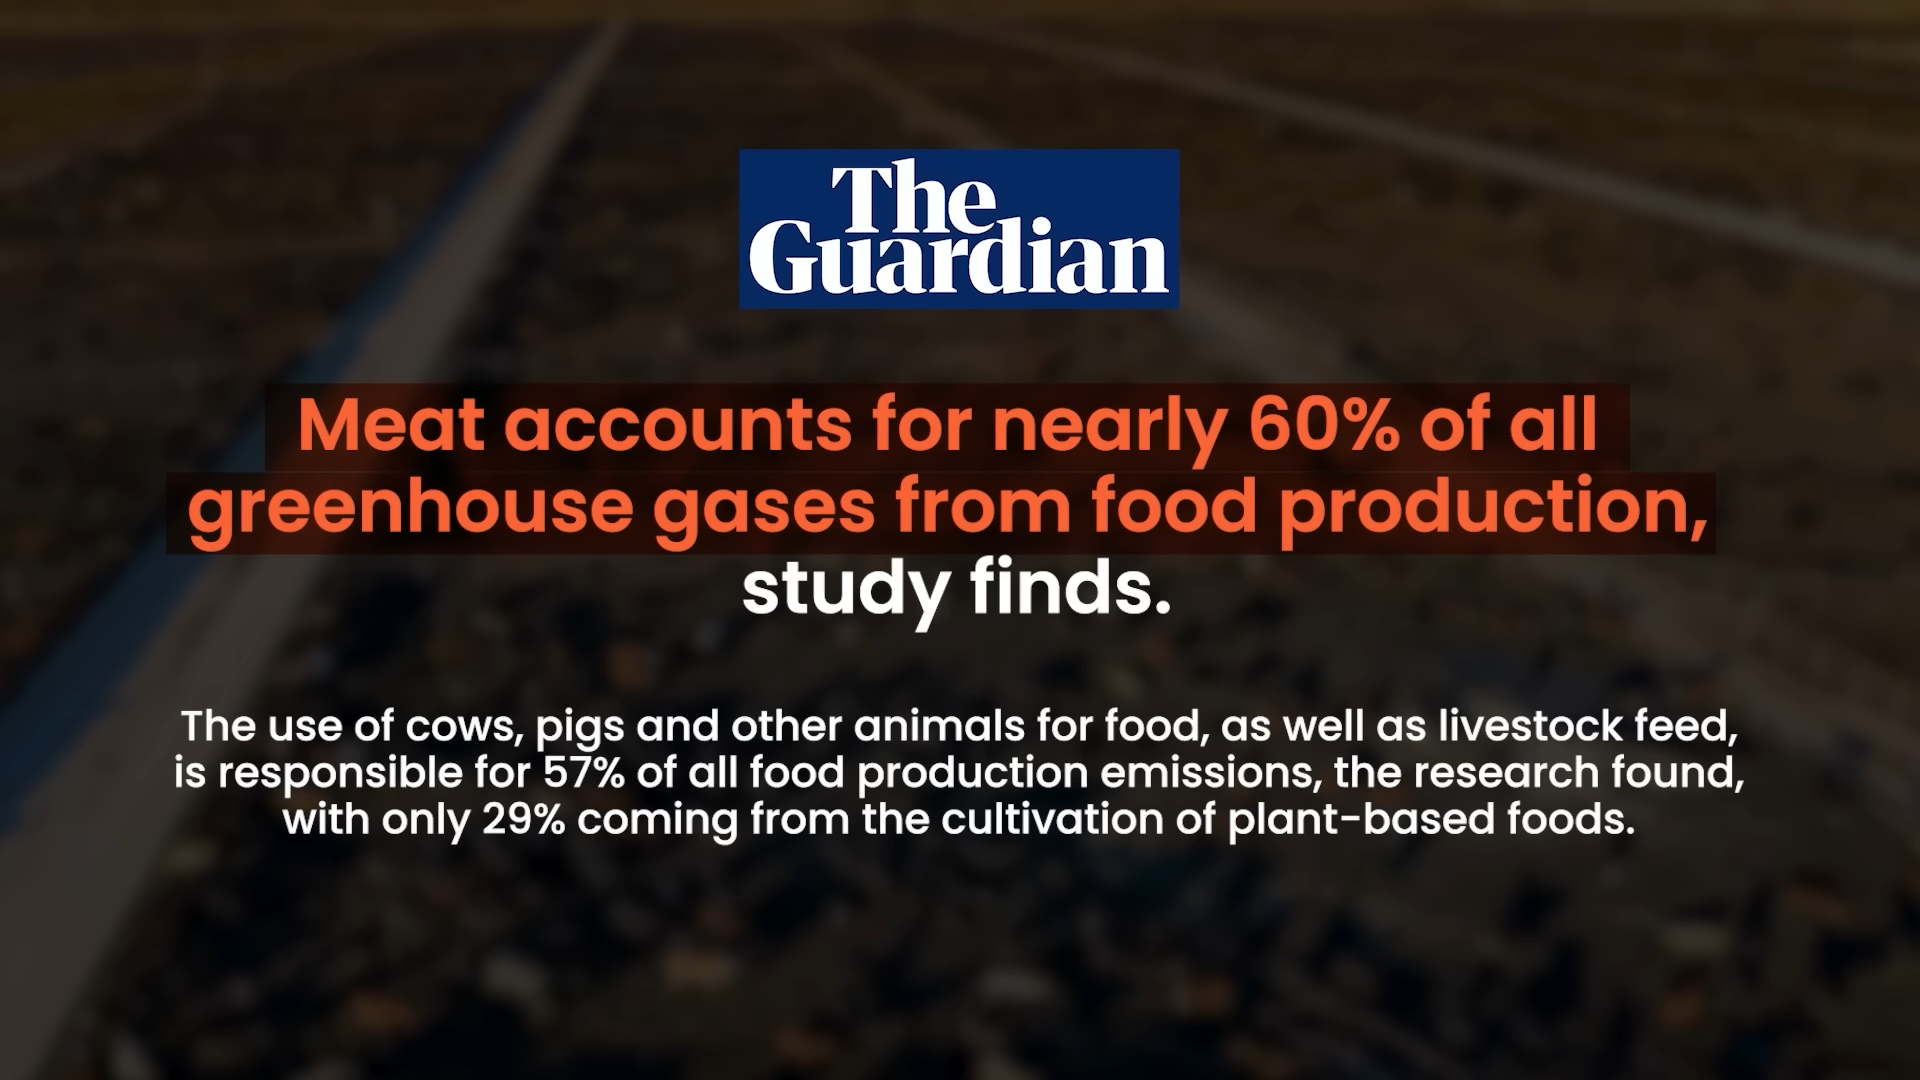 The
Guardian
Meat accounts for nearly 60% of all
greenhouse gases from food production,
study finds.
The use of cows, pigs and other animals for food, as well as livestock feed,
is responsible for 57% of all food production emissions, the research found,
with only 29% coming from the cultivation of plant-based foods.